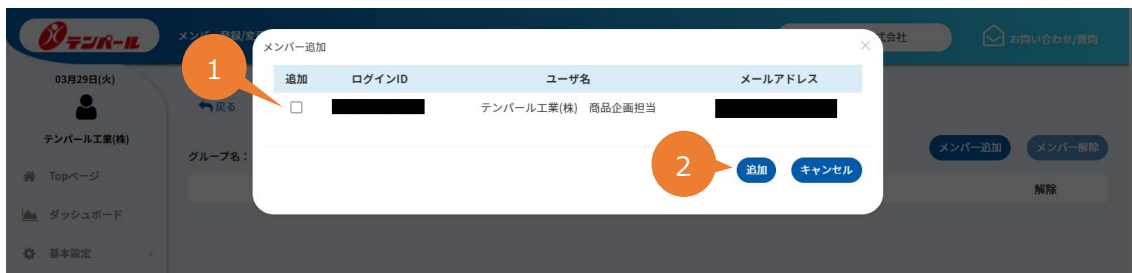 テンパール
メンバー登録/変
式会社
お問い合わせ/質問
03月29日(火)
テンパール工業(株)
Topページ
ダッシュボード
基本設定
戻る
グループ名：
メンバー追加
メンバー解除
解除
メンバー追加
×
追加 ログインID ユーザ名 メールアドレス
テンパール工業(株) 商品企画担当
追加
キャンセル
1
2